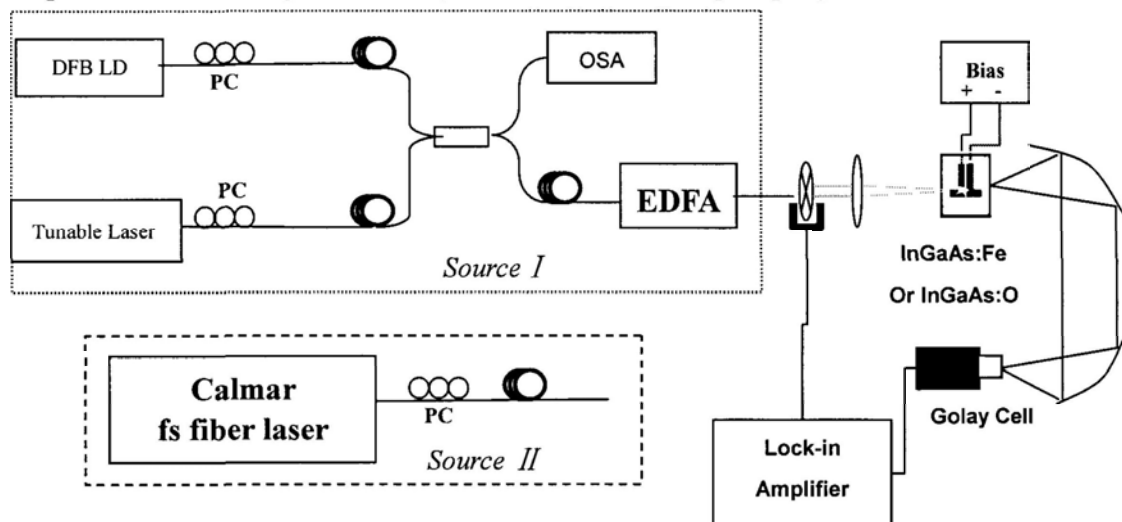 DFB LD
PC
OSA
Bias
+ -
PC
Tunable Laser
EDFA
Source I
InGaAs:Fe
Or InGaAs:O
Calmar
fs fiber laser
PC
Source II
Golay Cell
Lock-in
Amplifier